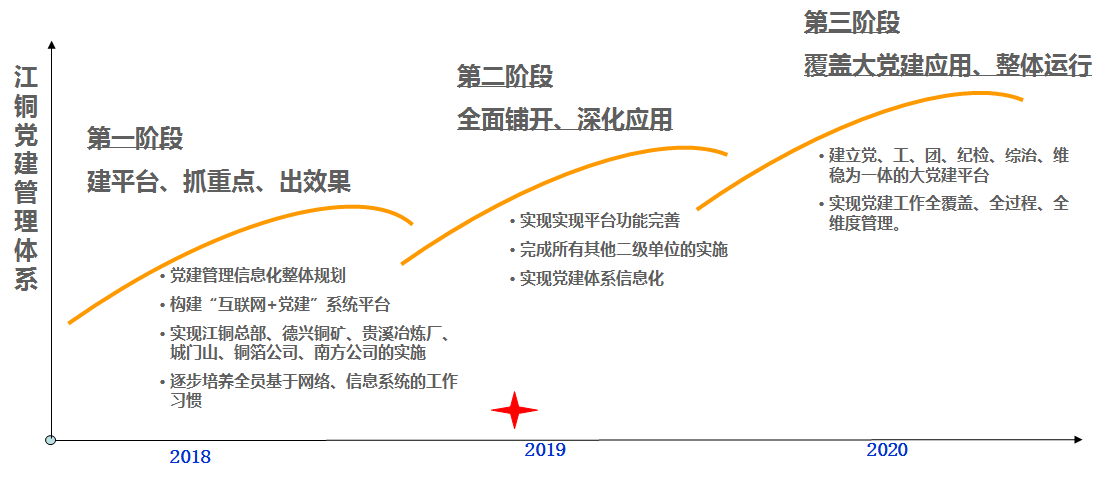 江铜党建管理体系
第一阶段
建平台、抓重点、出效果
• 党建管理信息化整体规划
• 构建“互联网+党建”系统平台
• 实现江铜总部、德兴铜矿、贵溪冶炼厂、
城门山、铜箔公司、南方公司的实施
• 逐步培养全员基于网络、信息系统的工作
习惯
第二阶段
全面铺开、深化应用
• 实现实现平台功能完善
• 完成所有其他二级单位的实施
• 实现党建体系信息化
第三阶段
覆盖大党建应用、整体运行
• 建立党、工、团、纪检、综治、维
稳为一体的大党建平台
• 实现党建工作全覆盖、全过程、全
维度管理。
2018
2019
2020